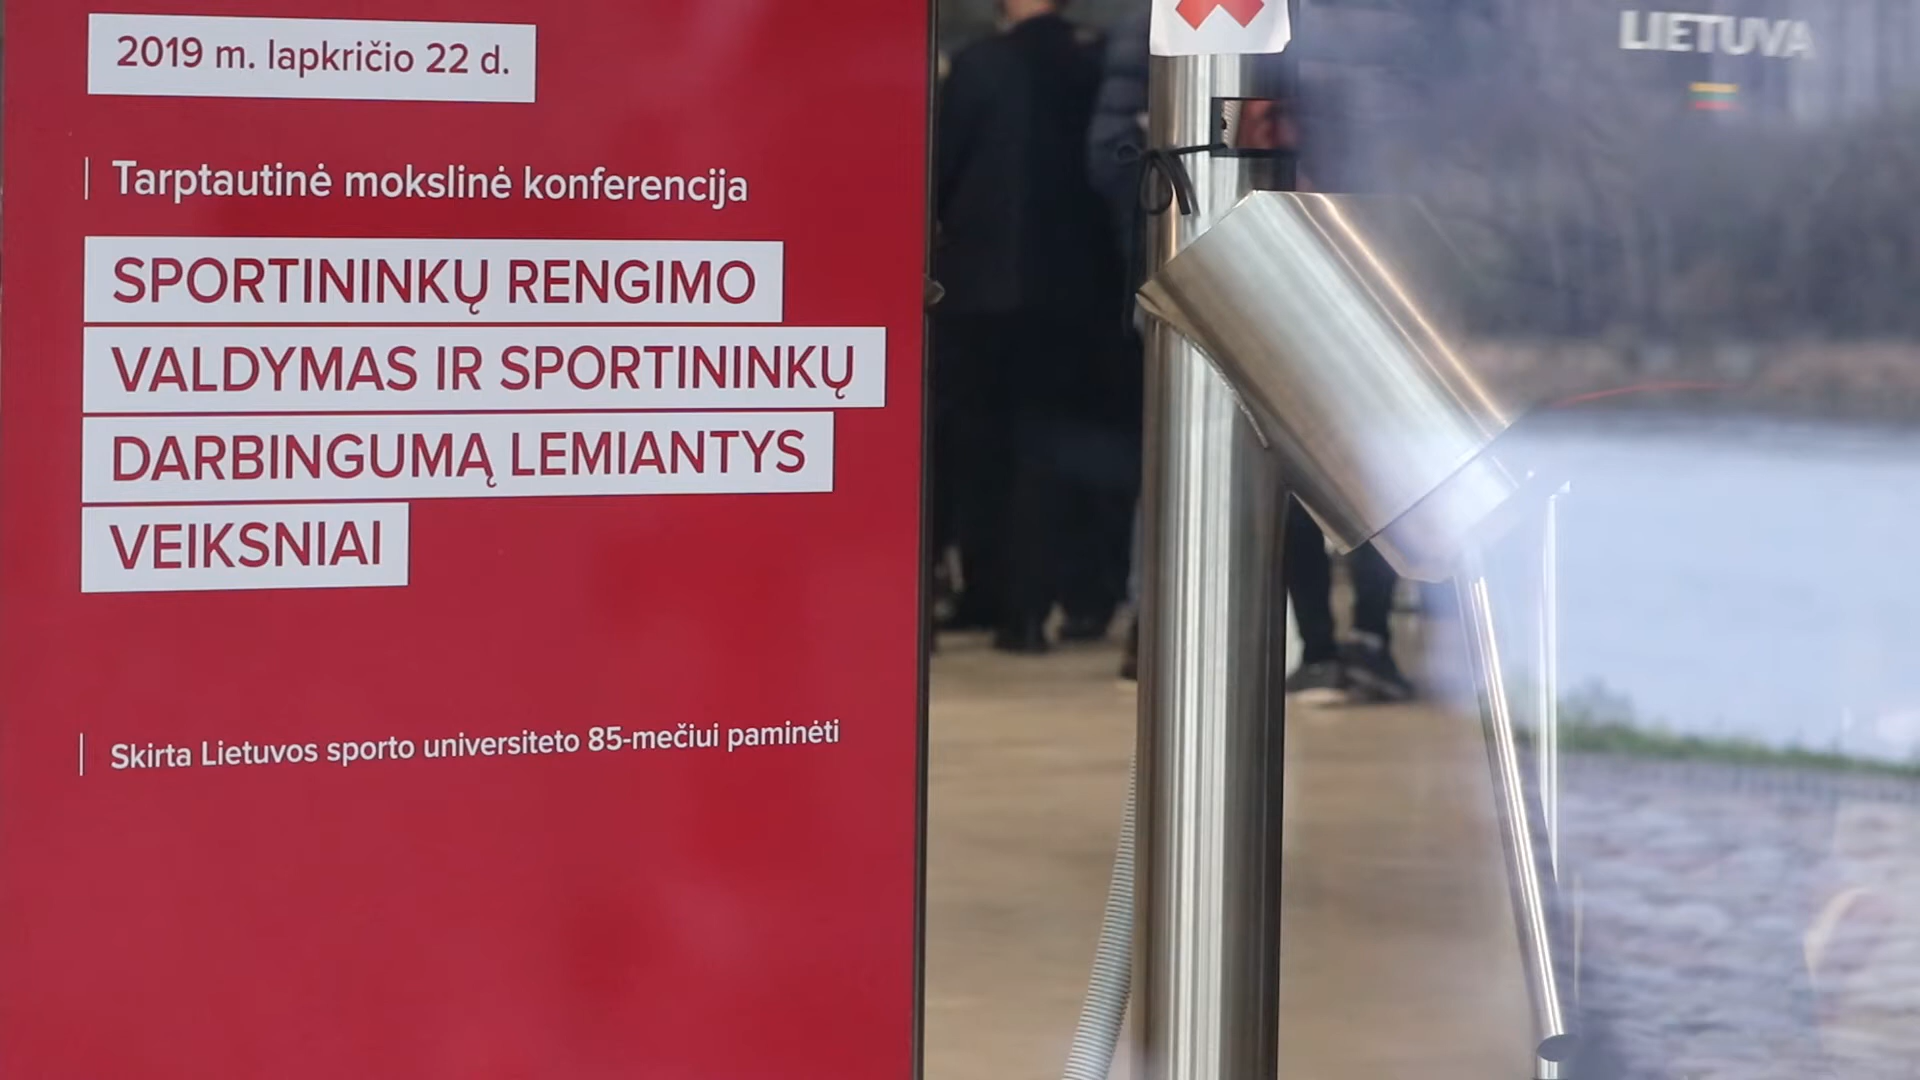 2019 m. lapkričio 22 d.
Tarptautinė mokslinė konferencija
SPORTININKŲ RENGIMO
VALDYMAS IR SPORTININKŲ
DARBINGUMĄ LEMIANTYS
VEIKSNIAI
Skirta Lietuvos sporto universiteto 85-mečiui paminėti
LIETUVA